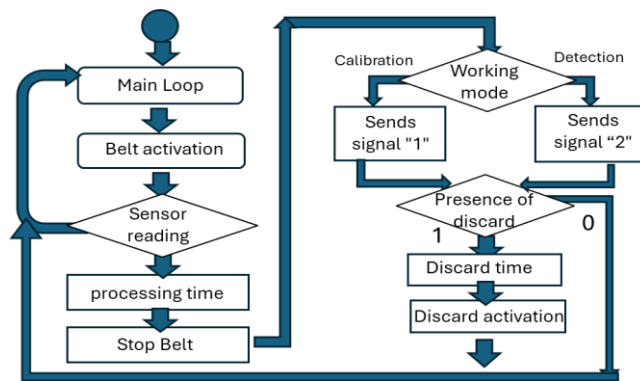 Main Loop
Belt activation
Sensor
reading
processing time
Stop Belt
Calibration
Detection
Working
mode
Sends
signal "1"
Sends
signal “2”
Presence of
discard
1
0
Discard time
Discard activation